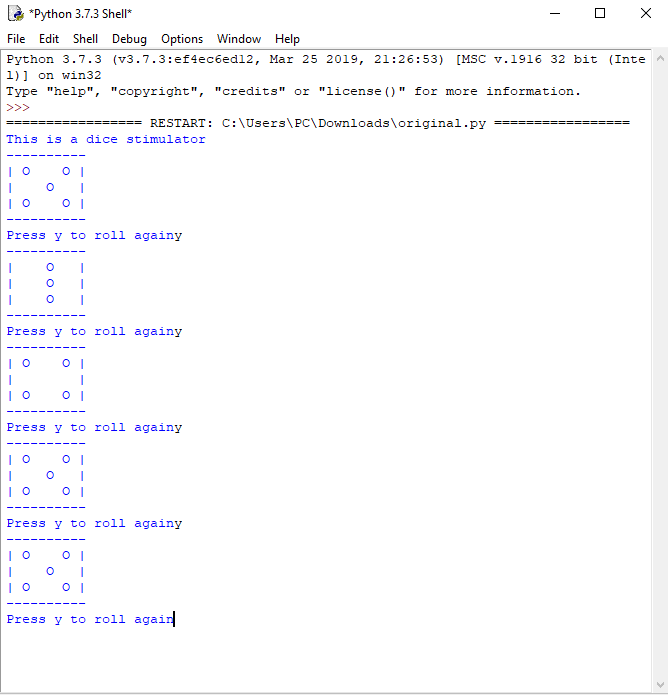 *Python 3.7.3 Shell*
File Edit Shell Debug Options Window Help
Python 3.7.3 (v3.7.3:ef4ec6ed12, Mar 25 2019, 21:26:53) [MSC v.1916 32 bit (Inte
l)] on win32
Type "help", "copyright", "credits" or "license()" for more information.
>>>
================= RESTART: C:\Users\PC\Downloads\original.py =================
This is a dice stimulator
----------
| O    O |
|    O   |
| O    O |
----------
Press y to roll againy
----------
|    O   |
|    O   |
|    O   |
----------
Press y to roll againy
----------
| O    O |
|        |
| O    O |
----------
Press y to roll againy
----------
| O    O |
|    O   |
| O    O |
----------
Press y to roll againy
----------
| O    O |
|    O   |
| O    O |
----------
Press y to roll again